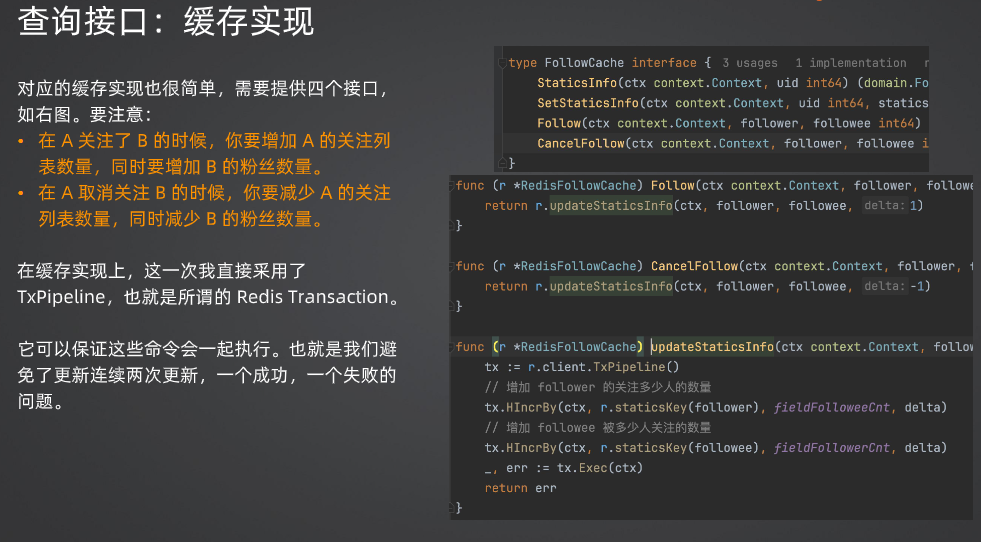 查询接口：缓存实现
对应的缓存实现也很简单，需要提供四个接口，
如右图。要注意：
• 在 A 关注了 B 的时候，你要增加 A 的关注列
表数量，同时要增加 B 的粉丝数量。
• 在 A 取消关注 B 的时候，你要减少 A 的关注
列表数量，同时减少 B 的粉丝数量。
在缓存实现上，这一次我直接采用了
TxPipeline，也就是所谓的 Redis Transaction。
它可以保证这些命令会一起执行。也就是我们避
免了更新连续两次更新，一个成功，一个失败的
问题。
type FollowCache interface { 3 usages 1 implementation
StaticsInfo(ctx context.Context, uid int64) (domain.Fo
SetStaticsInfo(ctx context.Context, uid int64, statics
Follow(ctx context.Context, follower, followee int64)
CancelFollow(ctx context.Context, follower, followee i
}
func (r *RedisFollowCache) Follow(ctx context.Context, follower, followe
return r.updateStaticsInfo(ctx, follower, followee, delta: 1)
}
func (r *RedisFollowCache) CancelFollow(ctx context.Context, follower, f
return r.updateStaticsInfo(ctx, follower, followee, delta: -1)
}
func (r *RedisFollowCache) updateStaticsInfo(ctx context.Context, follow
tx := r.client.TxPipeline()
// 增加 follower 的关注多少人的数量
tx.HIncrBy(ctx, r.staticsKey(follower), fieldFolloweeCnt, delta)
// 增加 followee 被多少人关注的数量
tx.HIncrBy(ctx, r.staticsKey(followee), fieldFollowerCnt, delta)
_, err := tx.Exec(ctx)
return err
}